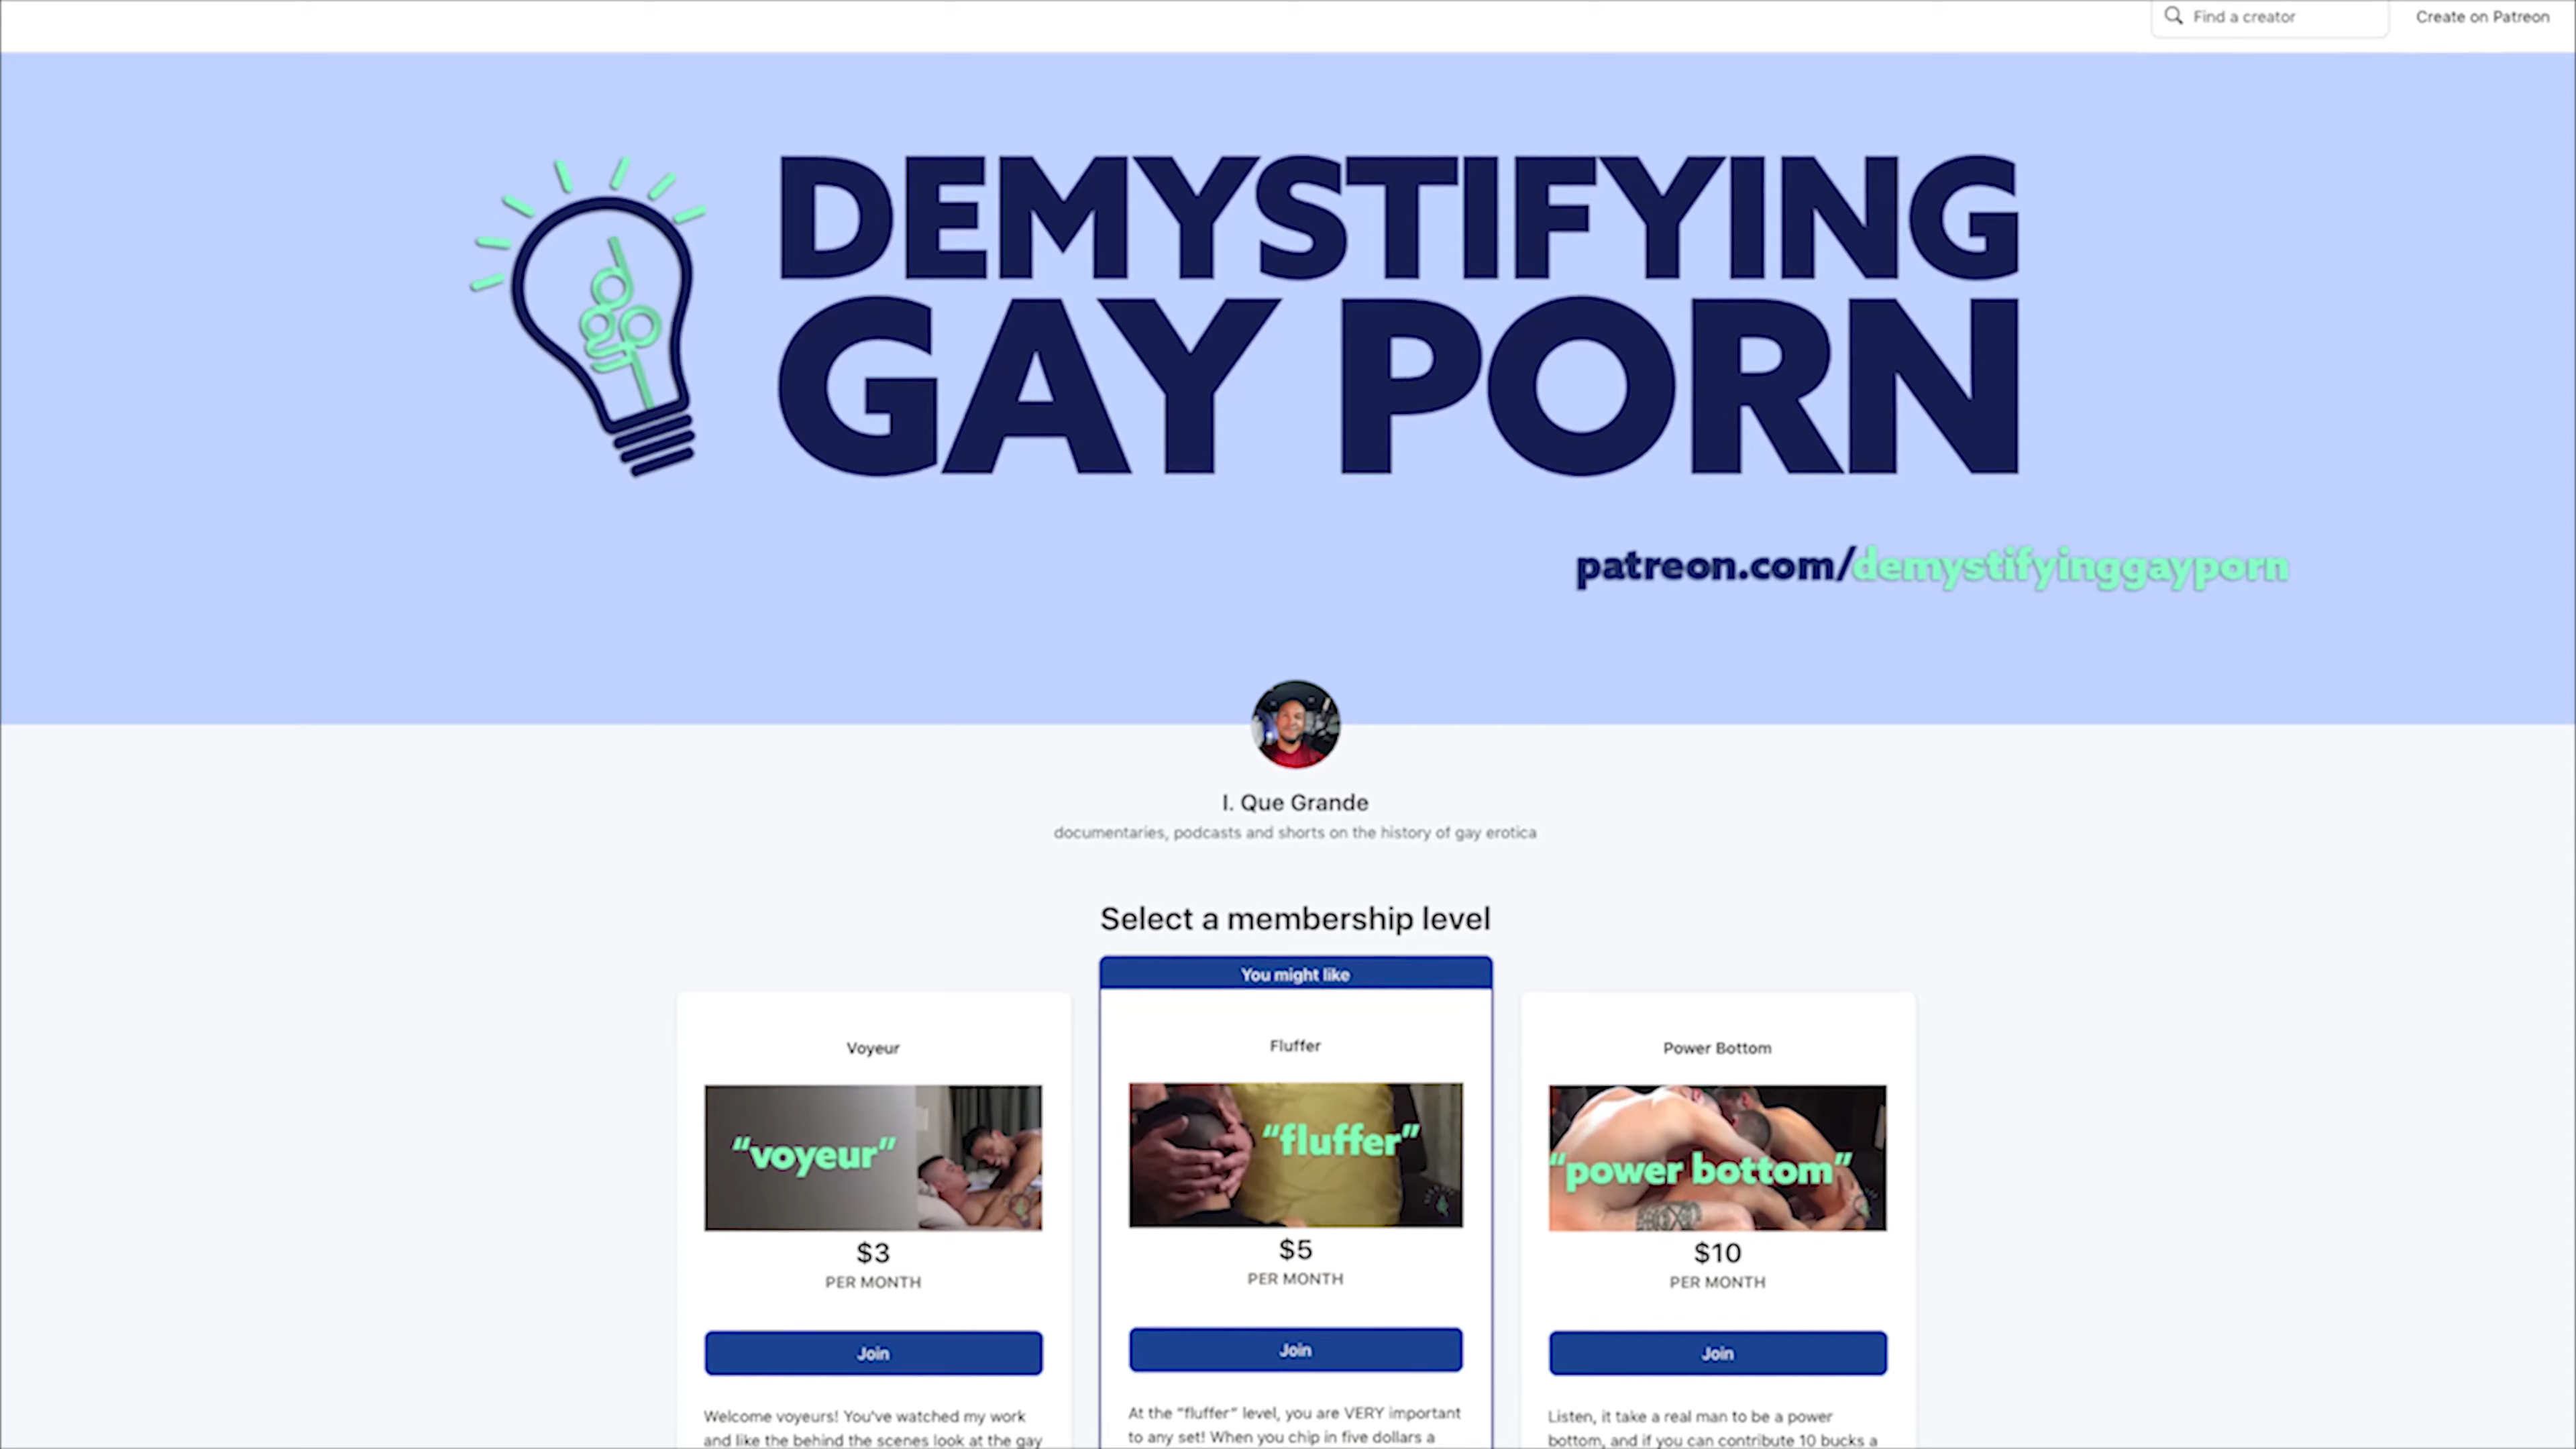 Find a creator
Create on Patreon
DEMYSTIFYING
GAY PORN
dgp
patreon.com/demystifyinggayporn
I. Que Grande
documentaries, podcasts and shorts on the history of gay erotica
Select a membership level
You might like
Voyeur
"voyeur"
$3
PER MONTH
Join
Welcome voyeurs! You've watched my work
and like the behind the scenes look at the gay
Fluffer
"fluffer"
$5
PER MONTH
Join
At the "fluffer" level, you are VERY important
to any set! When you chip in five dollars a
Power Bottom
"power bottom"
$10
PER MONTH
Join
Listen, it take a real man to be a power
bottom, and if you can contribute 10 bucks a